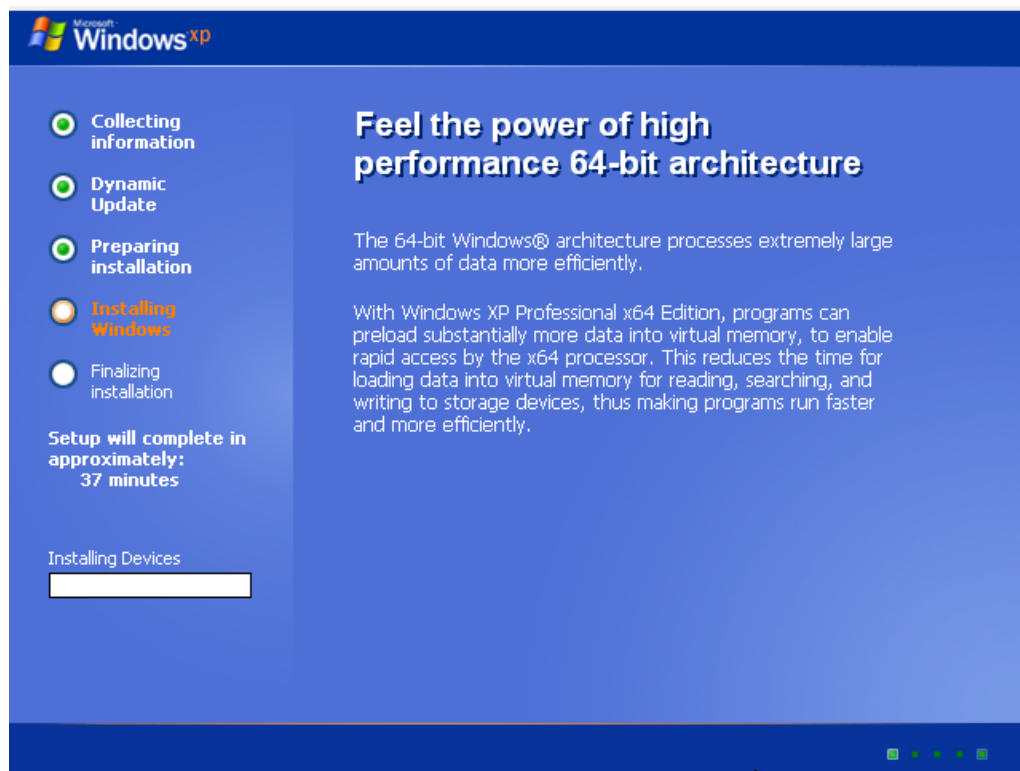 Microsoft
Windows xp
Collecting
information
Dynamic
Update
Preparing
installation
Installing
Windows
Finalizing
installation
Setup will complete in
approximately:
37 minutes
Installing Devices
Feel the power of high
performance 64-bit architecture
The 64-bit Windows® architecture processes extremely large
amounts of data more efficiently.
With Windows XP Professional x64 Edition, programs can
preload substantially more data into virtual memory, to enable
rapid access by the x64 processor. This reduces the time for
loading data into virtual memory for reading, searching, and
writing to storage devices, thus making programs run faster
and more efficiently.